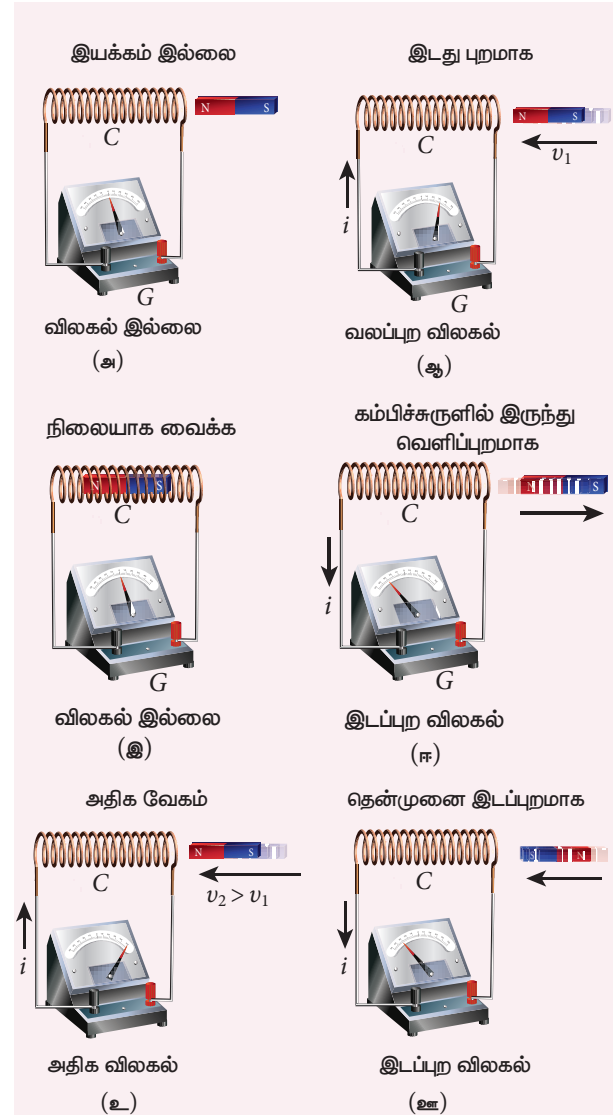 இயக்கம் இல்லை
N S
C
G
விலகல் இல்லை
(அ)
இடது புறமாக
N S
C
v1
i
G
வலப்புற விலகல்
(ஆ)
நிலையாக வைக்க
N S
C
G
விலகல் இல்லை
(இ)
கம்பிச்சுருளில் இருந்து
வெளிப்புறமாக
N S
C
i
G
இடப்புற விலகல்
(ஈ)
அதிக வேகம்
N S
C
v2 > v1
i
அதிக விலகல்
(உ)
தென்முனை இடப்புறமாக
S N
C
i
இடப்புற விலகல்
(ஊ)